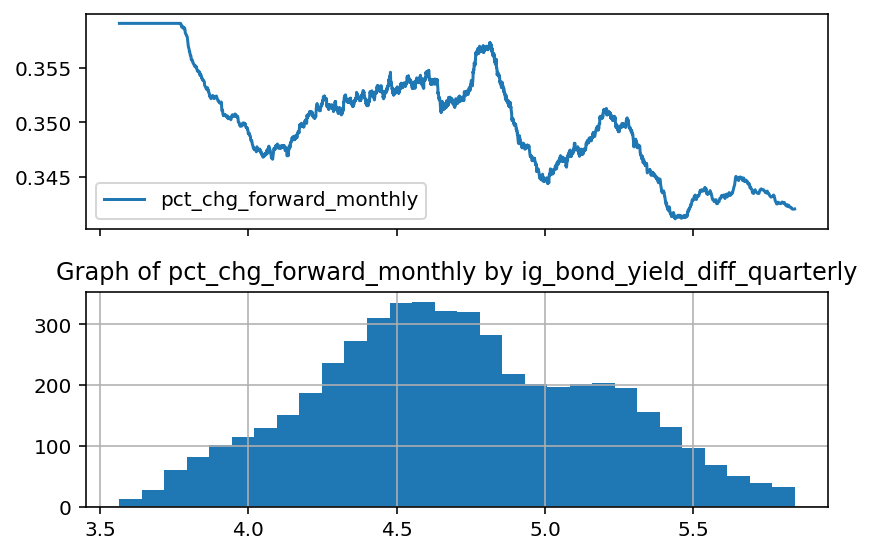 0.355
0.350
0.345
pct_chg_forward_monthly
Graph of pct_chg_forward_monthly by ig_bond_yield_diff_quarterly
300
200
100
0
3.5 4.0 4.5 5.0 5.5